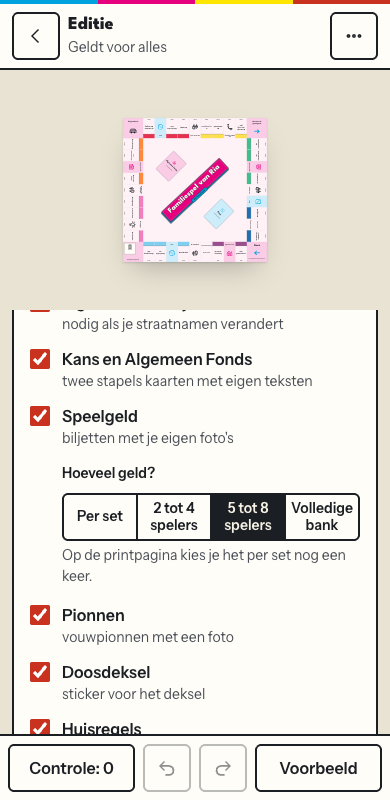 Editie
Geldt voor alles
Familiespel van Ria
nodig als je straatnamen verandert
Kans en Algemeen Fonds
twee stapels kaarten met eigen teksten
Speelgeld
biljetten met je eigen foto's
Hoeveel geld?
Per set
2 tot 4
spelers
5 tot 8
spelers
Volledige
bank
Op de printpagina kies je het per set nog een
keer.
Pionnen
vouwpionnen met een foto
Doosdeksel
sticker voor het deksel
Huisregels
Controle: 0
Voorbeeld